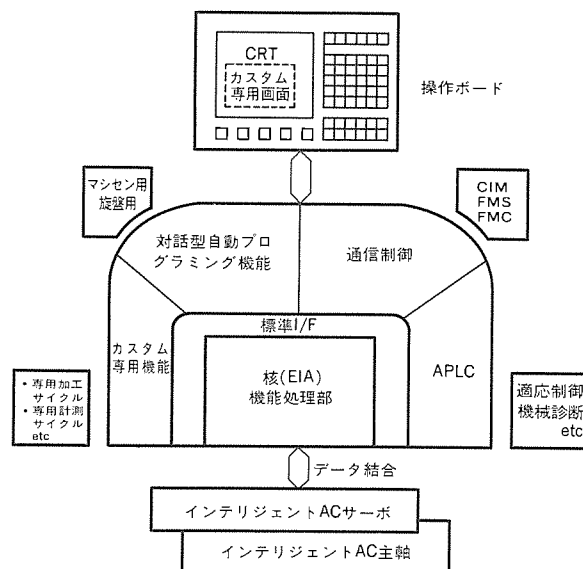 CRT
カスタム
専用画面
操作ボード
マシセン用
旋盤用
CIM
FMS
FMC
対話型自動プロ
グラミング機能
通信制御
標準I/F
カスタム
専用機能
核(EIA)
機能処理部
APLC
・専用加工
サイクル
・専用計測
サイクル
etc
適応制御
機械診断
etc
データ結合
インテリジェントACサーボ
インテリジェントAC主軸